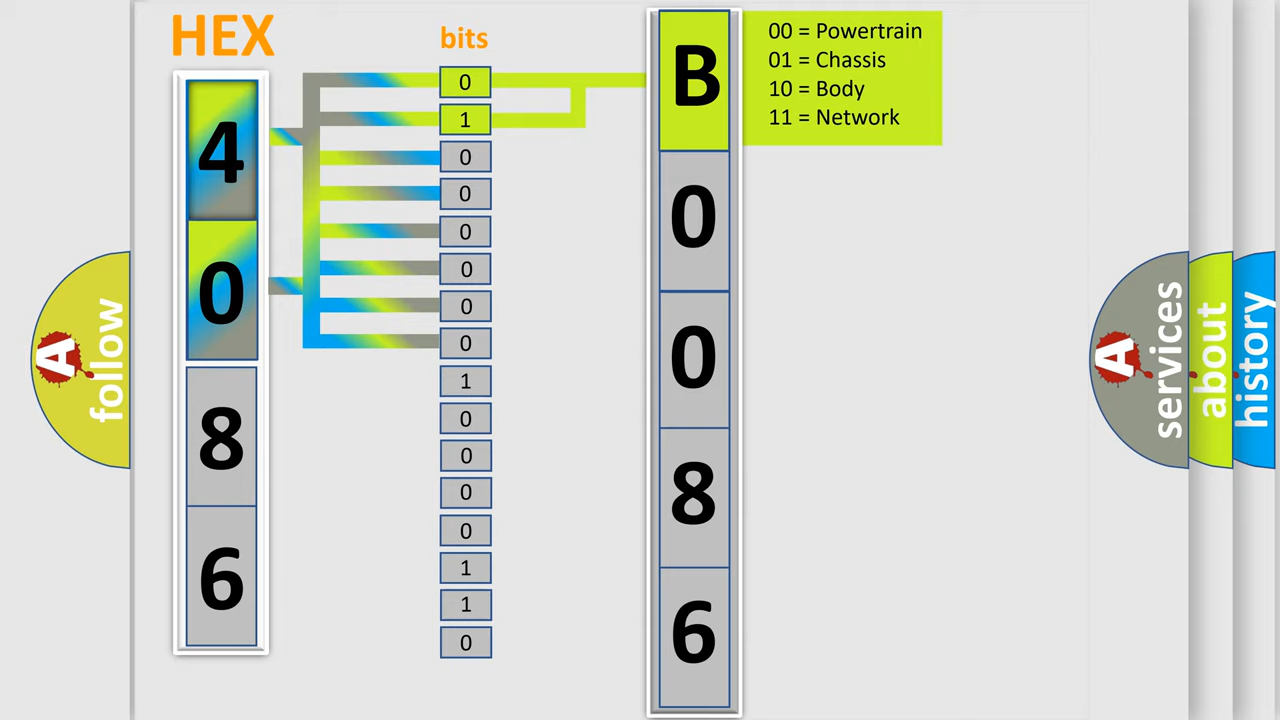 HEX
4
0
8
6
bits
0
1
0
0
0
0
0
0
1
0
0
0
0
1
1
0
B
0
0
8
6
00 = Powertrain
01 = Chassis
10 = Body
11 = Network
A
follow
A
services
about
history